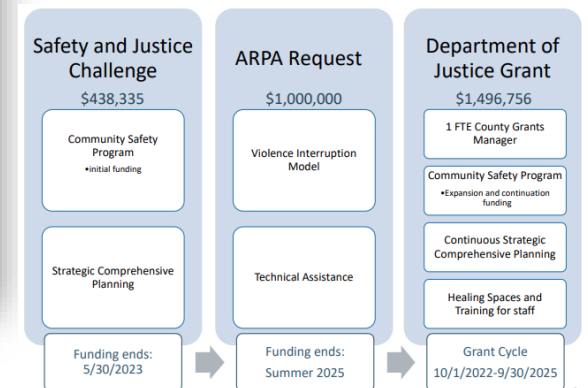 Safety and Justice
Challenge
$438,335
Community Safety
Program
•initial funding
Strategic Comprehensive
Planning
Funding ends:
5/30/2023
ARPA Request
$1,000,000
Violence Interruption
Model
Technical Assistance
Funding ends:
Summer 2025
Department of
Justice Grant
$1,496,756
1 FTE County Grants
Manager
Community Safety Program
•Expansion and continuation
funding
Continuous Strategic
Comprehensive Planning
Healing Spaces and
Training for staff
Grant Cycle
10/1/2022-9/30/2025